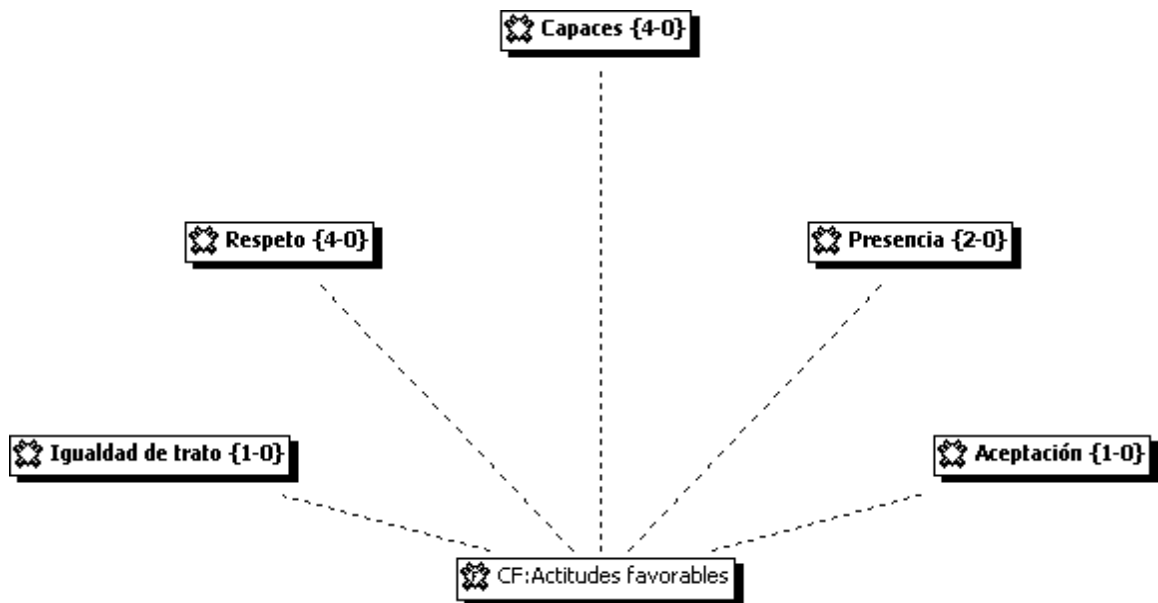 Capaces {4-0}
Respeto {4-0}
Presencia {2-0}
Igualdad de trato {1-0}
Aceptación {1-0}
CF:Actitudes favorables